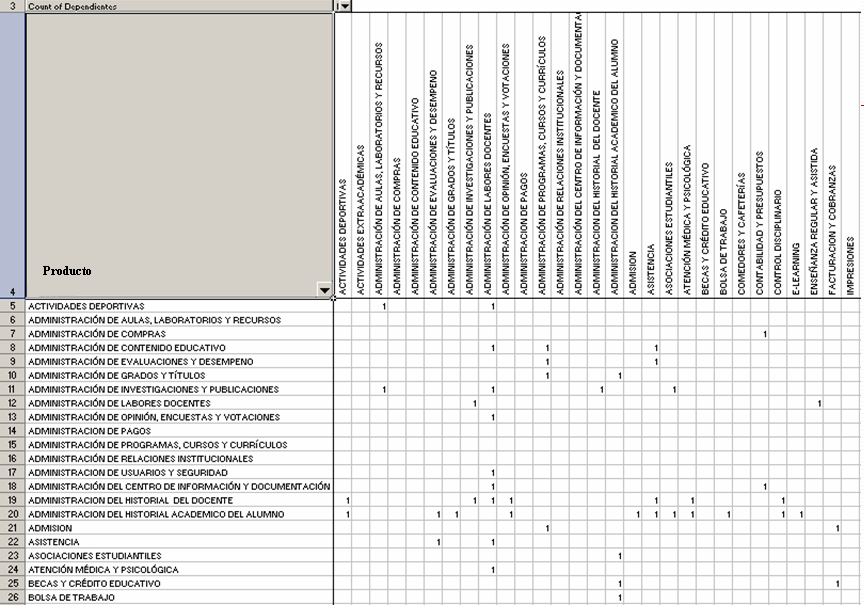 3 Count of Dependientes
ACTIVIDADES DEPORTIVAS
ACTIVIDADES EXTRAACADÉMICAS
ADMINISTRACIÓN DE AULAS, LABORATORIOS Y RECURSOS
ADMINISTRACIÓN DE COMPRAS
ADMINISTRACIÓN DE CONTENIDO EDUCATIVO
ADMINISTRACIÓN DE EVALUACIONES Y DESEMPEÑO
ADMINISTRACIÓN DE GRADOS Y TÍTULOS
ADMINISTRACIÓN DE INVESTIGACIONES Y PUBLICACIONES
ADMINISTRACIÓN DE LABORES DOCENTES
ADMINISTRACIÓN DE OPINIÓN, ENCUESTAS Y VOTACIONES
ADMINISTRACION DE PAGOS
ADMINISTRACIÓN DE PROGRAMAS, CURSOS Y CURRÍCULOS
ADMINISTRACION DE RELACIONES INSTITUCIONALES
ADMINISTRACIÓN DEL CENTRO DE INFORMACIÓN Y DOCUMENTA
ADMINISTRACION DEL HISTORIAL DEL DOCENTE
ADMINISTRACION DEL HISTORIAL ACADEMICO DEL ALUMNO
ADMISION
ASISTENCIA
ASOCIACIONES ESTUDIANTILES
ATENCIÓN MÉDICA Y PSICOLÓGICA
BECAS Y CRÉDITO EDUCATIVO
BOLSA DE TRABAJO
COMEDORES Y CAFETERÍAS
CONTABILIDAD Y PRESUPUESTOS
CONTROL DISCIPLINARIO
E-LEARNING
ENSEÑANZA REGULAR Y ASISTIDA
FACTURACION Y COBRANZAS
IMPRESIONES
Producto
4
5 ACTIVIDADES DEPORTIVAS 1 1
6 ADMINISTRACIÓN DE AULAS, LABORATORIOS Y RECURSOS
7 ADMINISTRACIÓN DE COMPRAS 1
8 ADMINISTRACIÓN DE CONTENIDO EDUCATIVO 1 1 1
9 ADMINISTRACIÓN DE EVALUACIONES Y DESEMPEÑO 1 1
10 ADMINISTRACIÓN DE GRADOS Y TÍTULOS 1 1
11 ADMINISTRACIÓN DE INVESTIGACIONES Y PUBLICACIONES 1 1 1 1
12 ADMINISTRACIÓN DE LABORES DOCENTES 1 1
13 ADMINISTRACIÓN DE OPINIÓN, ENCUESTAS Y VOTACIONES 1
14 ADMINISTRACION DE PAGOS
15 ADMINISTRACIÓN DE PROGRAMAS, CURSOS Y CURRÍCULOS
16 ADMINISTRACION DE RELACIONES INSTITUCIONALES
17 ADMINISTRACION DE USUARIOS Y SEGURIDAD 1
18 ADMINISTRACIÓN DEL CENTRO DE INFORMACIÓN Y DOCUMENTACIÓN 1 1
19 ADMINISTRACION DEL HISTORIAL DEL DOCENTE 1 1 1 1 1 1 1
20 ADMINISTRACION DEL HISTORIAL ACADEMICO DEL ALUMNO 1 1 1 1 1 1 1 1 1 1 1
21 ADMISION 1 1
22 ASISTENCIA 1 1
23 ASOCIACIONES ESTUDIANTILES 1
24 ATENCIÓN MÉDICA Y PSICOLÓGICA 1
25 BECAS Y CRÉDITO EDUCATIVO 1 1
26 BOLSA DE TRABAJO 1